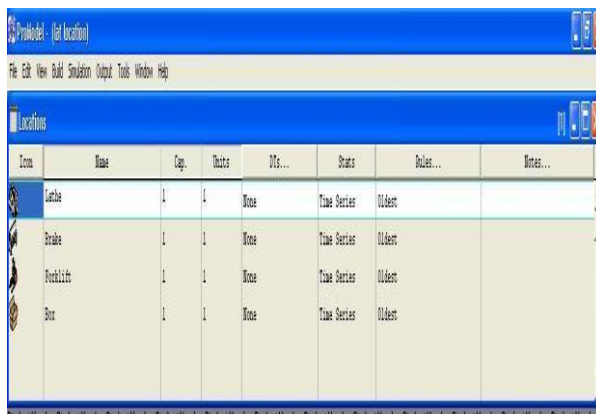 ProModel - (lat location)
File Edit View Build Simulation Output Tools Window Help
Locations [1]
Icon Name Cap. Units DTs... Stats Rules... Notes...
Lathe 1 1 None Time Series Oldest
Brake 1 1 None Time Series Oldest
Forklift 1 1 None Time Series Oldest
Box 1 1 None Time Series Oldest